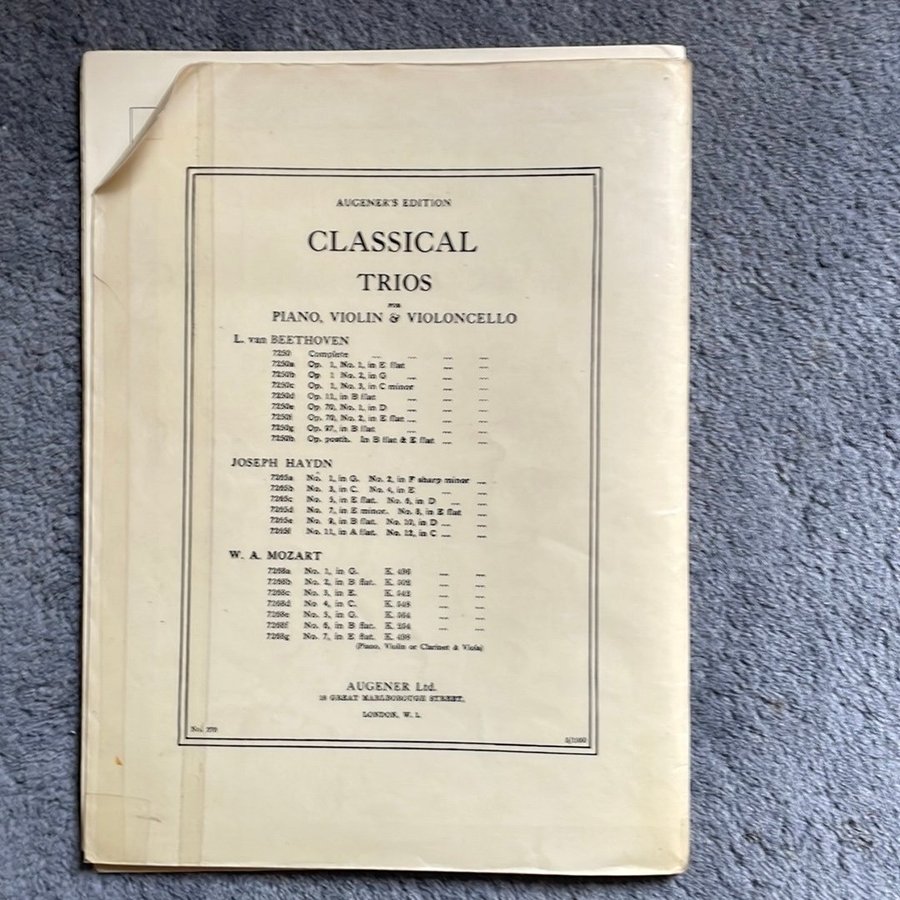 AUGENER'S EDITION
CLASSICAL
TRIOS
FOR
PIANO, VIOLIN & VIOLONCELLO
L. van BEETHOVEN
7250 Complete ... ... ... ...
7250a Op. 1, No. 1, in E flat ... ...
7250b Op. 1 No. 2, in G ... ... ...
7250c Op. 1, No. 3, in C minor ... ...
7250d Op. 11, in B flat ... ... ...
7250e Op. 70, No. 1, in D ... ... ...
7250f Op. 70, No. 2, in E flat ... ... ...
7250g Op. 97, in B flat ... ... ...
7250h Op. posth. In B flat & E flat ... ...
JOSEPH HAYDN
No. 1, in G. No. 2, in F sharp minor ...
No. 3, in C. No. 4, in E ... ...
No. 5, in E flat. No. 6, in D ... ...
No. 7, in E minor. No. 8, in E flat ...
No. 9, in B flat. No. 10, in D ... ...
No. 11, in A flat. No. 12, in C ... ...
W. A. MOZART
7268a No. 1, in G. K. 496 ... ...
7268b No. 2, in B flat. K. 502 ... ...
7268c No. 3, in E. K. 542 ... ...
7268d No. 4, in C. K. 548 ... ...
7268e No. 5, in G. K. 564 ... ...
7268f No. 6, in B flat. K. 254 ... ...
7268g No. 7, in E flat. K. 498
(Piano, Violin or Clarinet & Viola)
AUGENER Ltd.
18 GREAT MARLBOROUGH STREET,
LONDON, W. 1.